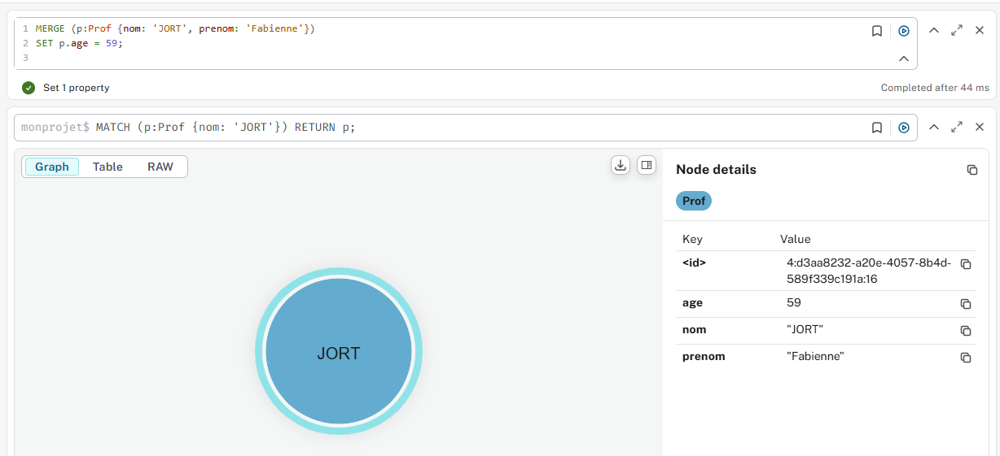 1 MERGE (p:Prof {nom: 'JORT', prenom: 'Fabienne'})
2 SET p.age = 59;
3
Set 1 property
Completed after 44 ms
monprojet$ MATCH (p:Prof {nom: 'JORT'}) RETURN p;
Graph Table RAW
JORT
Node details
Prof
Key Value
<id> 4:d3aa8232-a20e-4057-8b4d-
589f339c191a:16
age 59
nom "JORT"
prenom "Fabienne"